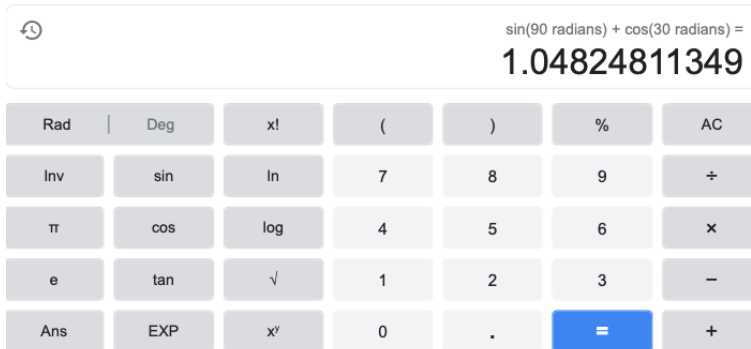 sin(90 radians) + cos(30 radians) =
1.04824811349
Rad | Deg x! ( ) % AC
Inv sin ln 7 8 9 ÷
π cos log 4 5 6 ×
e tan √ 1 2 3 −
Ans EXP xʸ 0 . = +